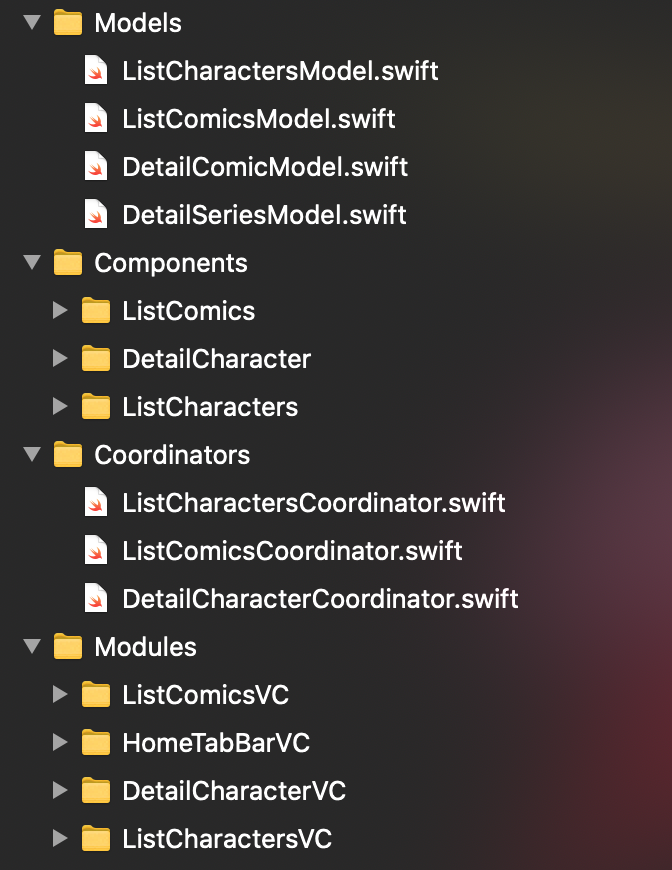 Models
ListCharactersModel.swift
ListComicsModel.swift
DetailComicModel.swift
DetailSeriesModel.swift
Components
ListComics
DetailCharacter
ListCharacters
Coordinators
ListCharactersCoordinator.swift
ListComicsCoordinator.swift
DetailCharacterCoordinator.swift
Modules
ListComicsVC
HomeTabBarVC
DetailCharacterVC
ListCharactersVC